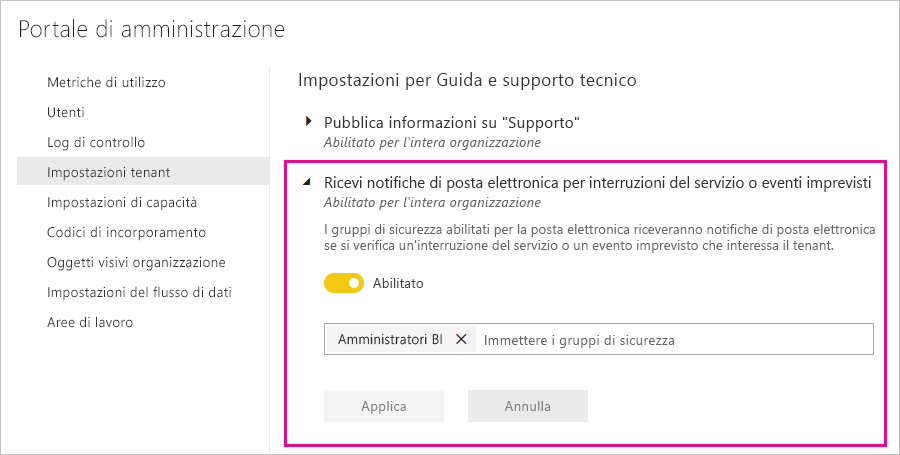 Portale di amministrazione
Metriche di utilizzo
Utenti
Log di controllo
Impostazioni tenant
Impostazioni di capacità
Codici di incorporamento
Oggetti visivi organizzazione
Impostazioni del flusso di dati
Aree di lavoro
Impostazioni per Guida e supporto tecnico
Pubblica informazioni su "Supporto"
Abilitato per l'intera organizzazione
Ricevi notifiche di posta elettronica per interruzioni del servizio o eventi imprevisti
Abilitato per l'intera organizzazione
I gruppi di sicurezza abilitati per la posta elettronica riceveranno notifiche di posta elettronica
se si verifica un'interruzione del servizio o un evento imprevisto che interessa il tenant.
Abilitato
Amministratori BI Immettere i gruppi di sicurezza
Applica Annulla